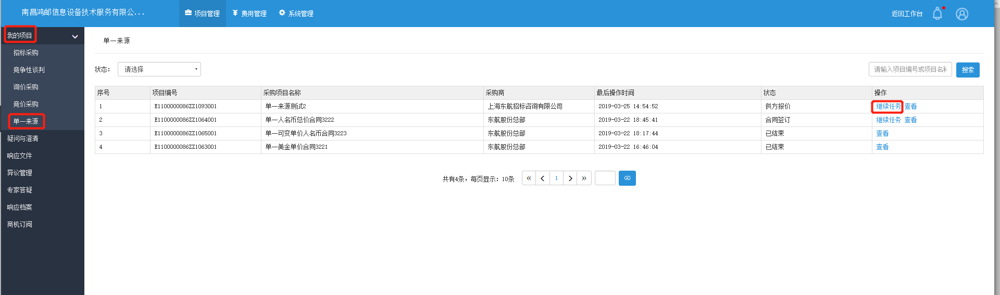 南昌鸿邮信息设备技术服务有限公...
项目管理
费用管理
系统管理
返回工作台
我的项目
招标采购
竞争性谈判
询价采购
竞价采购
单一来源
疑问与澄清
响应文件
异议管理
专家答疑
响应档案
商机订阅
单一来源
状态： 请选择
请输入项目编号或项目名称 搜索
序号 项目编号 采购项目名称 采购商 最后操作时间 状态 操作
1 E1100000086ZZ1093001 单一来源测试2 上海东航招标咨询有限公司 2019-03-25 14:54:52 供方报价 继续任务 查看
2 E1100000086ZZ1064001 单一人名币总价合同3222 东航股份总部 2019-03-22 18:45:41 合同签订 继续任务 查看
3 E1100000086ZZ1065001 单一可变单价人名币合同3223 东航股份总部 2019-03-22 18:17:44 已结束 查看
4 E1100000086ZZ1063001 单一美金单价合同3221 东航股份总部 2019-03-22 16:46:04 已结束 查看
共有4条，每页显示：10条 « < 1 > » GO